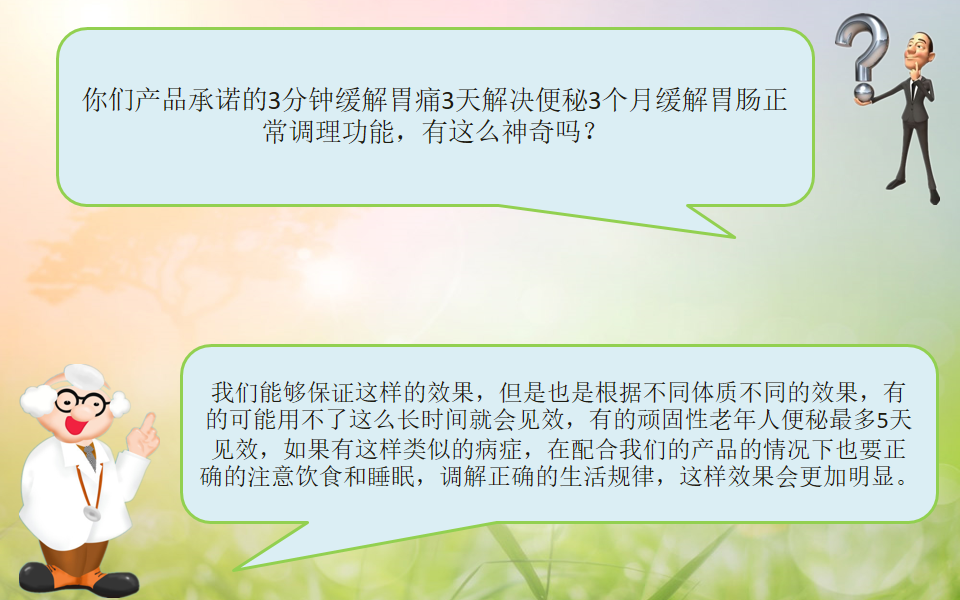 你们产品承诺的3分钟缓解胃痛3天解决便秘3个月缓解胃肠正
常调理功能，有这么神奇吗？
我们能够保证这样的效果，但是也是根据不同体质不同的效果，有
的可能用不了这么长时间就会见效，有的顽固性老年人便秘最多5天
见效，如果有这样类似的病症，在配合我们的产品的情况下也要正
确的注意饮食和睡眠，调解正确的生活规律，这样效果会更加明显。